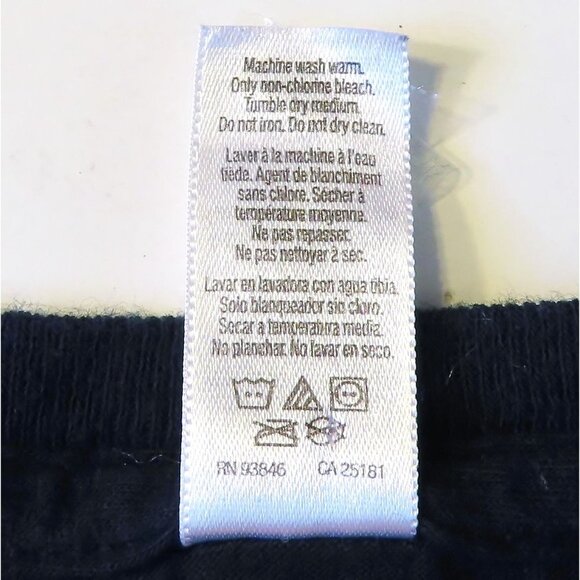 Machine wash warm.
Only non-chlorine bleach.
Tumble dry medium.
Do not iron. Do not dry clean.
Laver à la machine à l'eau
tiède. Agent de blanchiment
sans chlore. Sécher à
température moyenne.
Ne pas repasser.
Ne pas nettoyer à sec.
Lavar en lavadora con agua tibia.
Solo blanqueador sin cloro.
Secar a temperatura media.
No planchar. No lavar en seco.
RN 93846 CA 25181